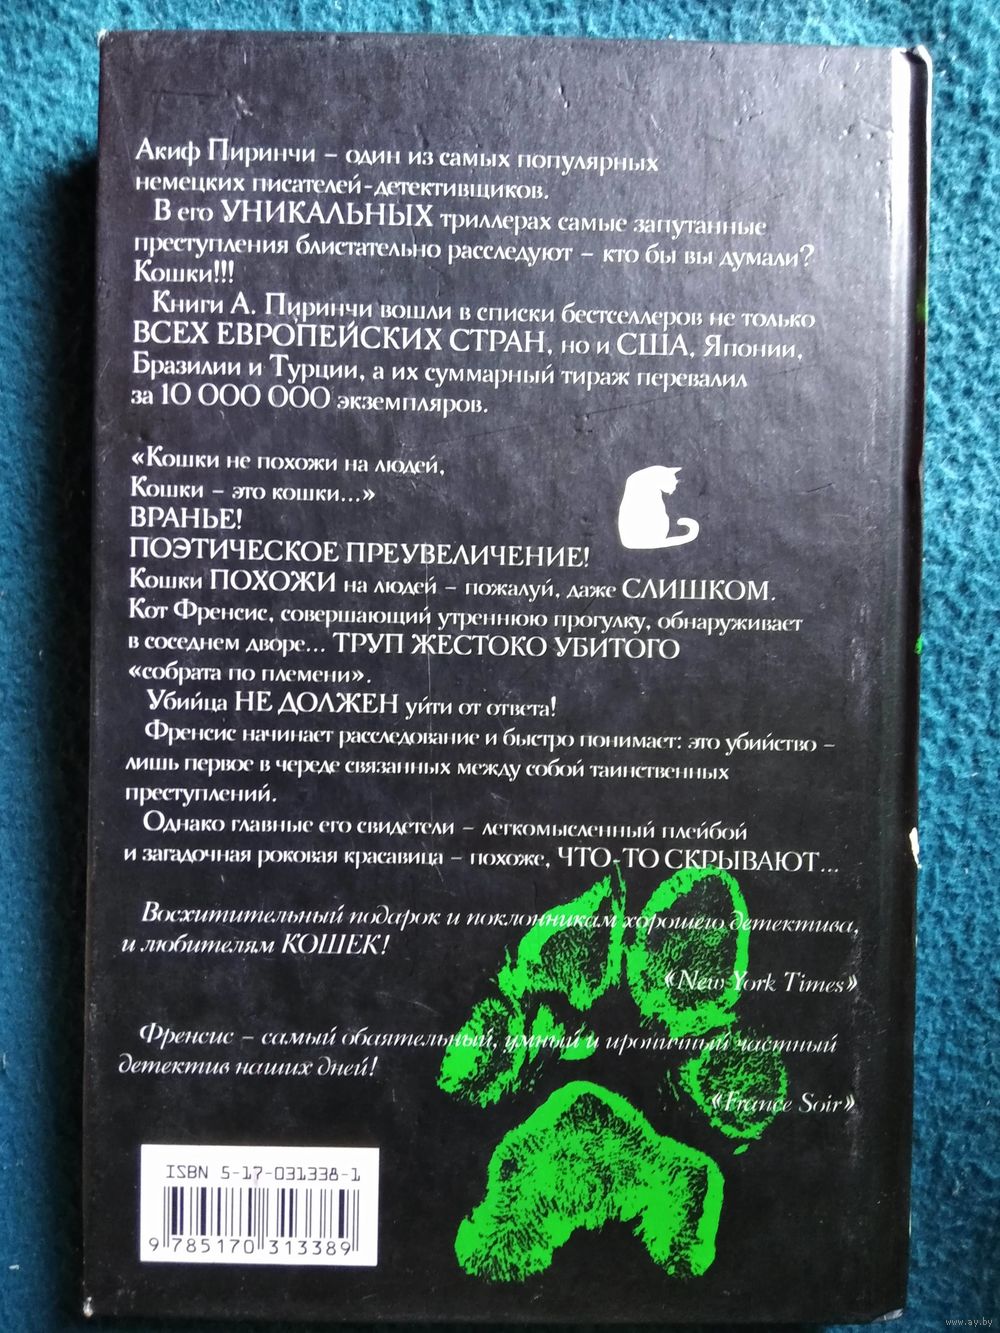 Акиф Пиринчи – один из самых популярных
немецких писателей-детективщиков.
В его УНИКАЛЬНЫХ триллерах самые запутанные
преступления блистательно расследуют – кто бы вы думали?
Кошки!!!
Книги А. Пиринчи вошли в списки бестселлеров не только
ВСЕХ ЕВРОПЕЙСКИХ СТРАН, но и США, Японии,
Бразилии и Турции, а их суммарный тираж перевалил
за 10 000 000 экземпляров.
«Кошки не похожи на людей,
Кошки – это кошки...»
ВРАНЬЕ!
ПОЭТИЧЕСКОЕ ПРЕУВЕЛИЧЕНИЕ!
Кошки ПОХОЖИ на людей – пожалуй, даже СЛИШКОМ.
Кот Френсис, совершающий утреннюю прогулку, обнаруживает
в соседнем дворе... ТРУП ЖЕСТОКО УБИТОГО
«собрата по племени».
Убийца НЕ ДОЛЖЕН уйти от ответа!
Френсис начинает расследование и быстро понимает: это убийство –
лишь первое в череде связанных между собой таинственных
преступлений.
Однако главные его свидетели – легкомысленный плейбой
и загадочная роковая красавица – похоже, ЧТО-ТО СКРЫВАЮТ...
Восхитительный подарок и поклонникам хорошего детектива,
и любителям КОШЕК!
«New York Times»
Френсис – самый обаятельный, умный и ироничный частный
детектив наших дней!
«France Soir»
ISBN 5-17-031338-1
9 785170 313389
www.ay.by